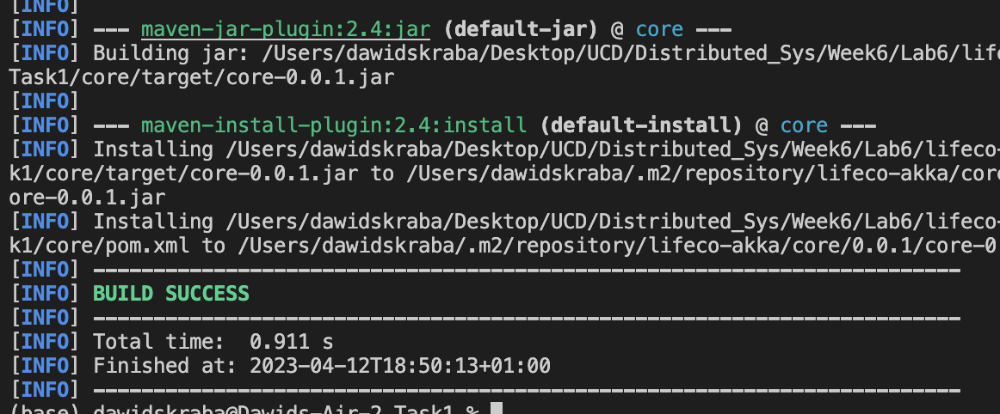 [INFO]
[INFO] --- maven-jar-plugin:2.4:jar (default-jar) @ core ---
[INFO] Building jar: /Users/dawidskraba/Desktop/UCD/Distributed_Sys/Week6/Lab6/lifec
Task1/core/target/core-0.0.1.jar
[INFO]
[INFO] --- maven-install-plugin:2.4:install (default-install) @ core ---
[INFO] Installing /Users/dawidskraba/Desktop/UCD/Distributed_Sys/Week6/Lab6/lifeco-
k1/core/target/core-0.0.1.jar to /Users/dawidskraba/.m2/repository/lifeco-akka/core
ore-0.0.1.jar
[INFO] Installing /Users/dawidskraba/Desktop/UCD/Distributed_Sys/Week6/Lab6/lifeco-
k1/core/pom.xml to /Users/dawidskraba/.m2/repository/lifeco-akka/core/0.0.1/core-0
[INFO] ------------------------------------------------------------------------
[INFO] BUILD SUCCESS
[INFO] ------------------------------------------------------------------------
[INFO] Total time:  0.911 s
[INFO] Finished at: 2023-04-12T18:50:13+01:00
[INFO] ------------------------------------------------------------------------
(base) dawidskraba@Dawids-Air-2 Task1 %